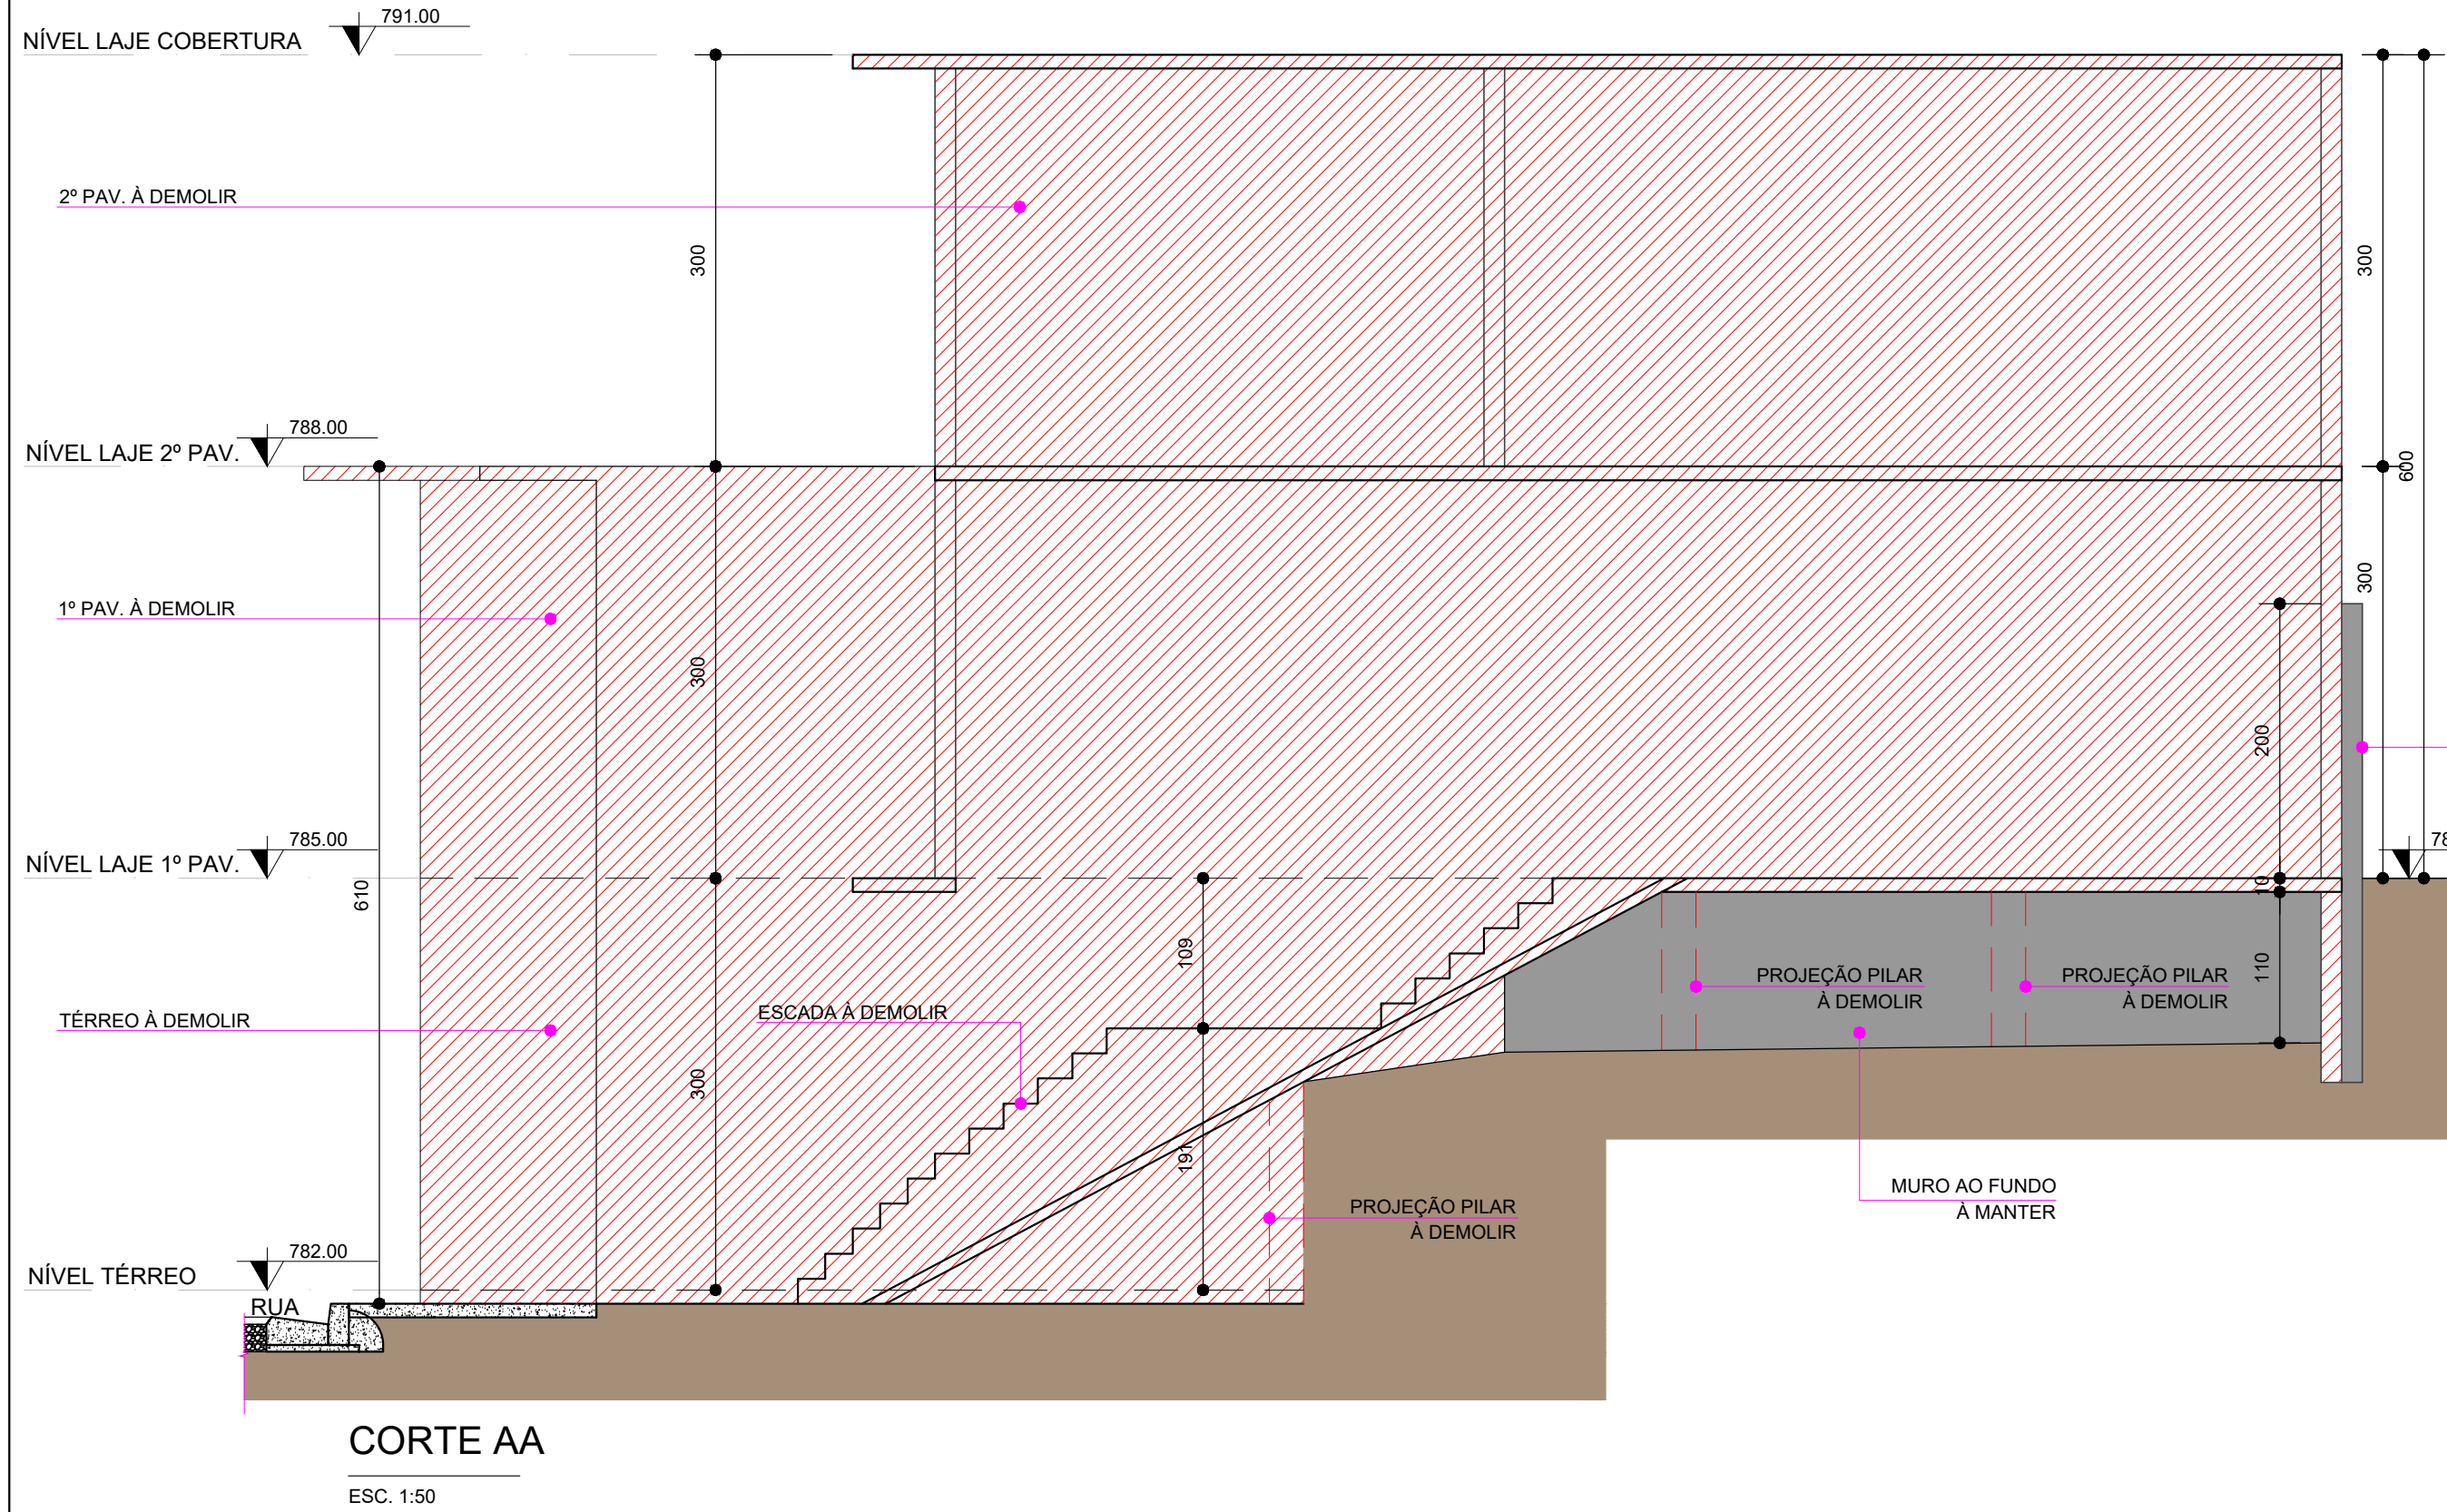 791.00
NÍVEL LAJE COBERTURA
2º PAV. À DEMOLIR
300
300
788.00
NÍVEL LAJE 2º PAV.
600
300
1º PAV. À DEMOLIR
300
200
785.00
NÍVEL LAJE 1º PAV.
78
610
10
109
110
PROJEÇÃO PILAR
À DEMOLIR
PROJEÇÃO PILAR
À DEMOLIR
ESCADA À DEMOLIR
TÉRREO À DEMOLIR
300
191
MURO AO FUNDO
À MANTER
PROJEÇÃO PILAR
À DEMOLIR
782.00
NÍVEL TÉRREO
RUA
CORTE AA
ESC. 1:50